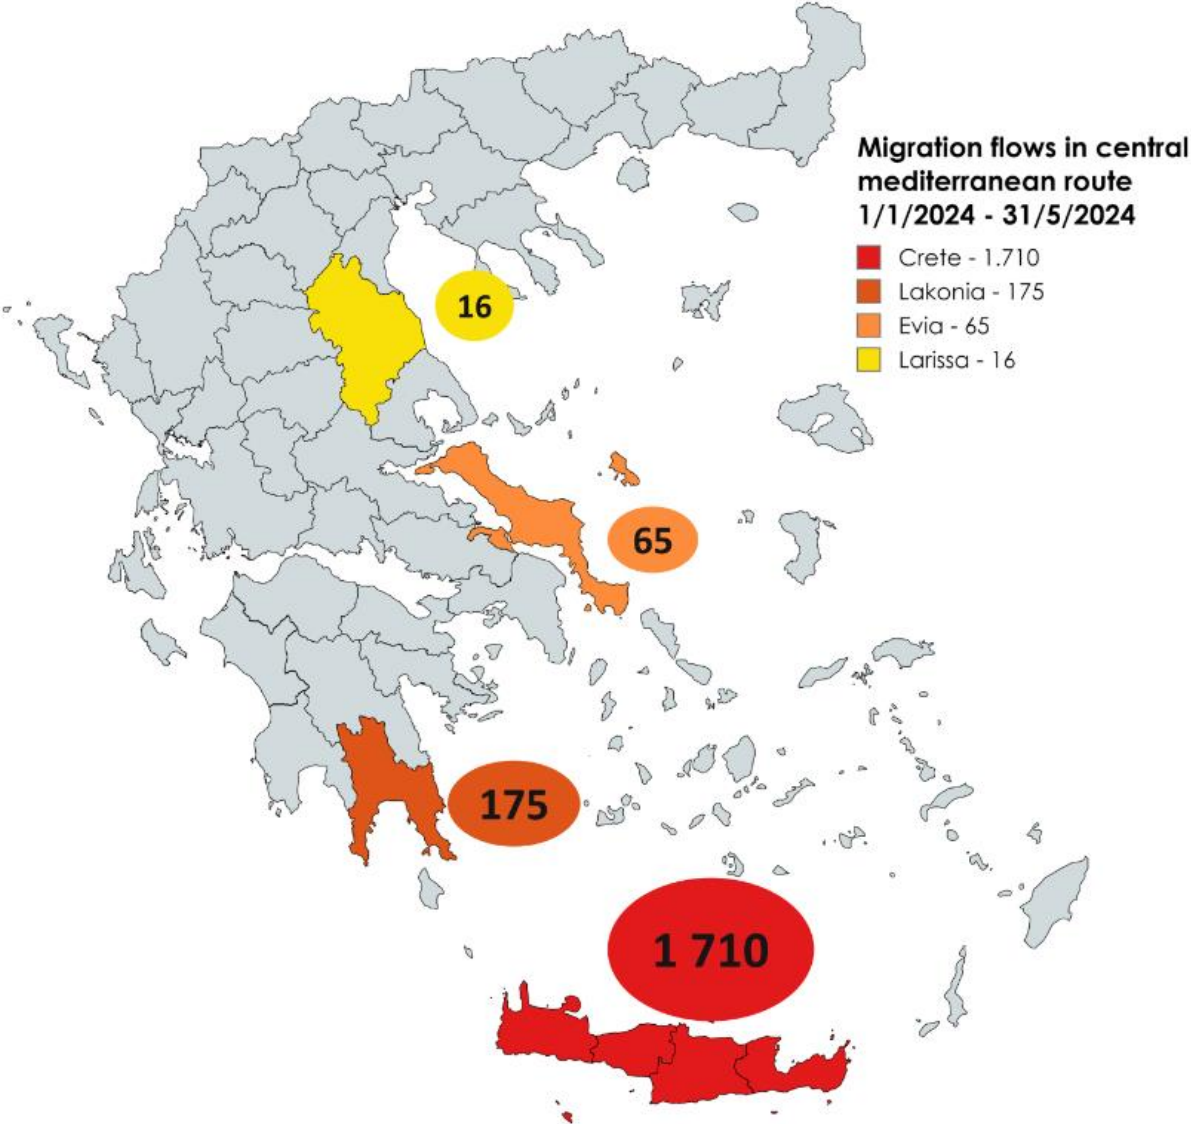 Migration flows in central
mediterranean route
1/1/2024 - 31/5/2024
Crete - 1.710
Lakonia - 175
Evia - 65
Larissa - 16
16
65
175
1 710